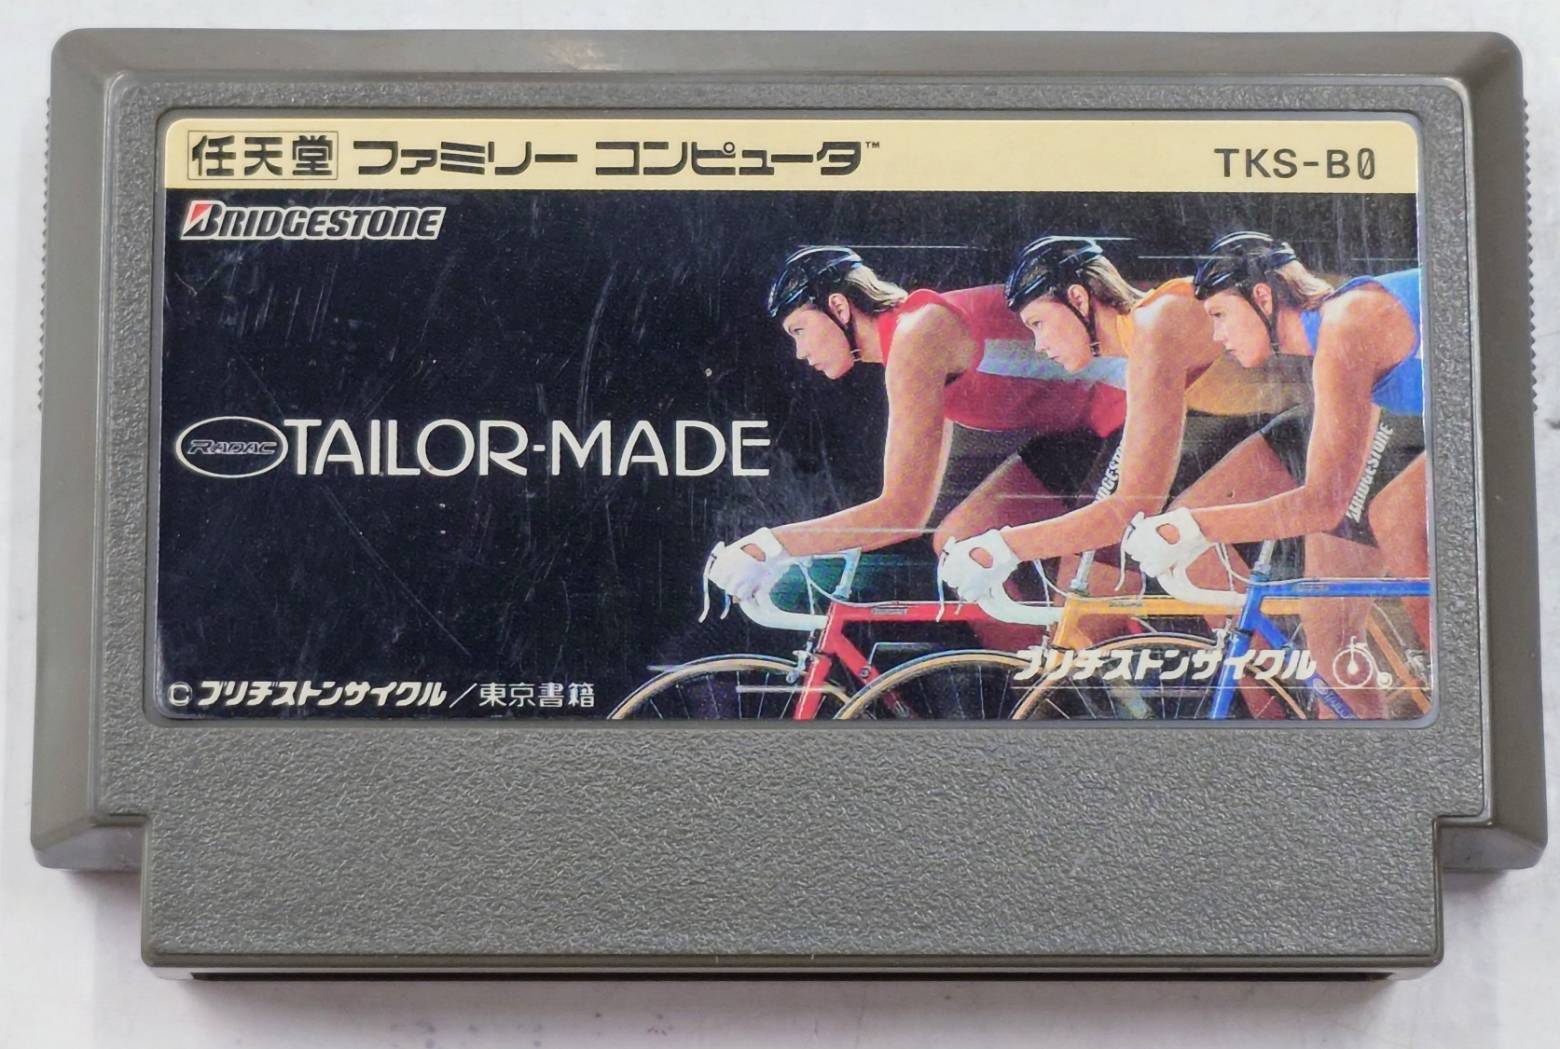 任天堂 ファミリー コンピュータ™ TKS-B0
BRIDGESTONE
RADAC TAILOR-MADE
BRIDGESTONE
BRIDGESTONE
ブリヂストンサイクル
© ブリヂストンサイクル／東京書籍